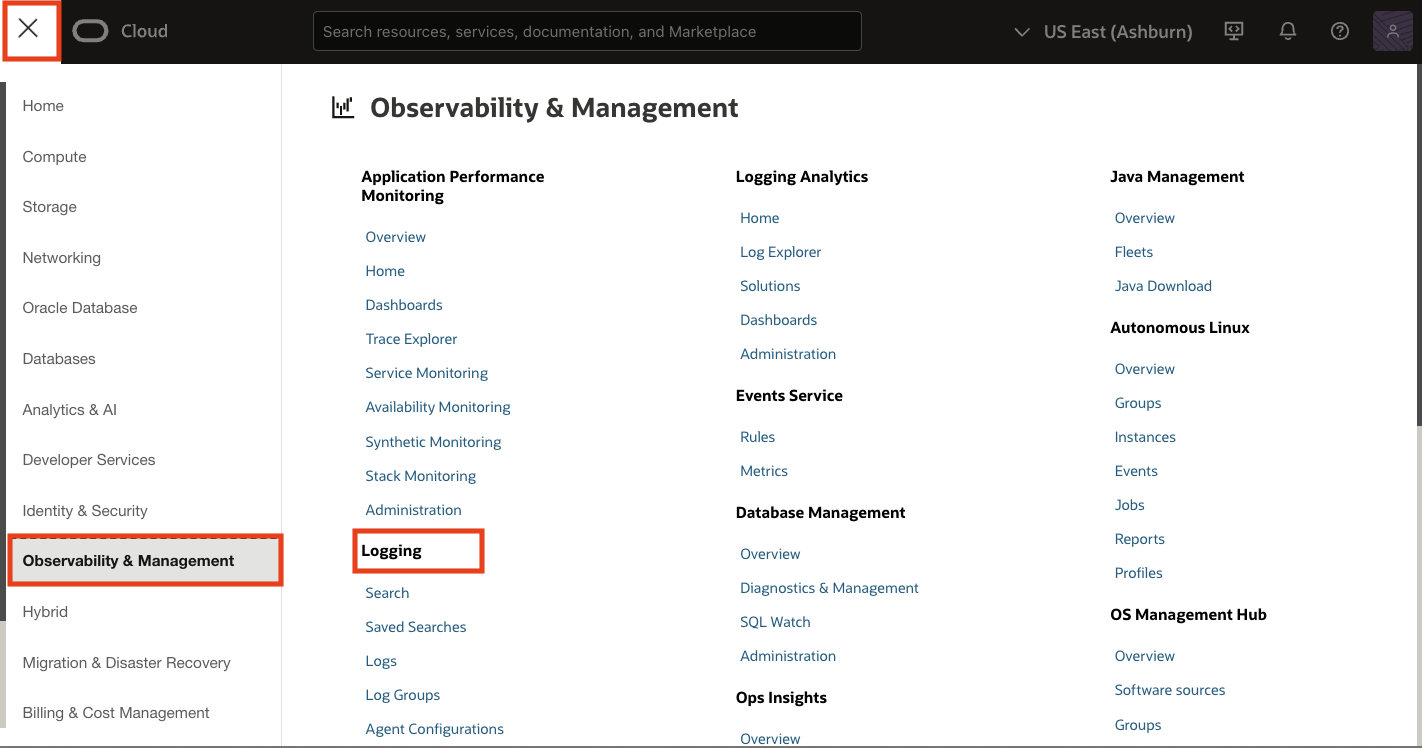 Cloud
Search resources, services, documentation, and Marketplace
US East (Ashburn)
Home
Compute
Storage
Networking
Oracle Database
Databases
Analytics & AI
Developer Services
Identity & Security
Observability & Management
Hybrid
Migration & Disaster Recovery
Billing & Cost Management
Observability & Management
Application Performance
Monitoring
Overview
Home
Dashboards
Trace Explorer
Service Monitoring
Availability Monitoring
Synthetic Monitoring
Stack Monitoring
Administration
Logging
Search
Saved Searches
Logs
Log Groups
Agent Configurations
Logging Analytics
Home
Log Explorer
Solutions
Dashboards
Administration
Events Service
Rules
Metrics
Database Management
Overview
Diagnostics & Management
SQL Watch
Administration
Ops Insights
Overview
Java Management
Overview
Fleets
Java Download
Autonomous Linux
Overview
Groups
Instances
Events
Jobs
Reports
Profiles
OS Management Hub
Overview
Software sources
Groups